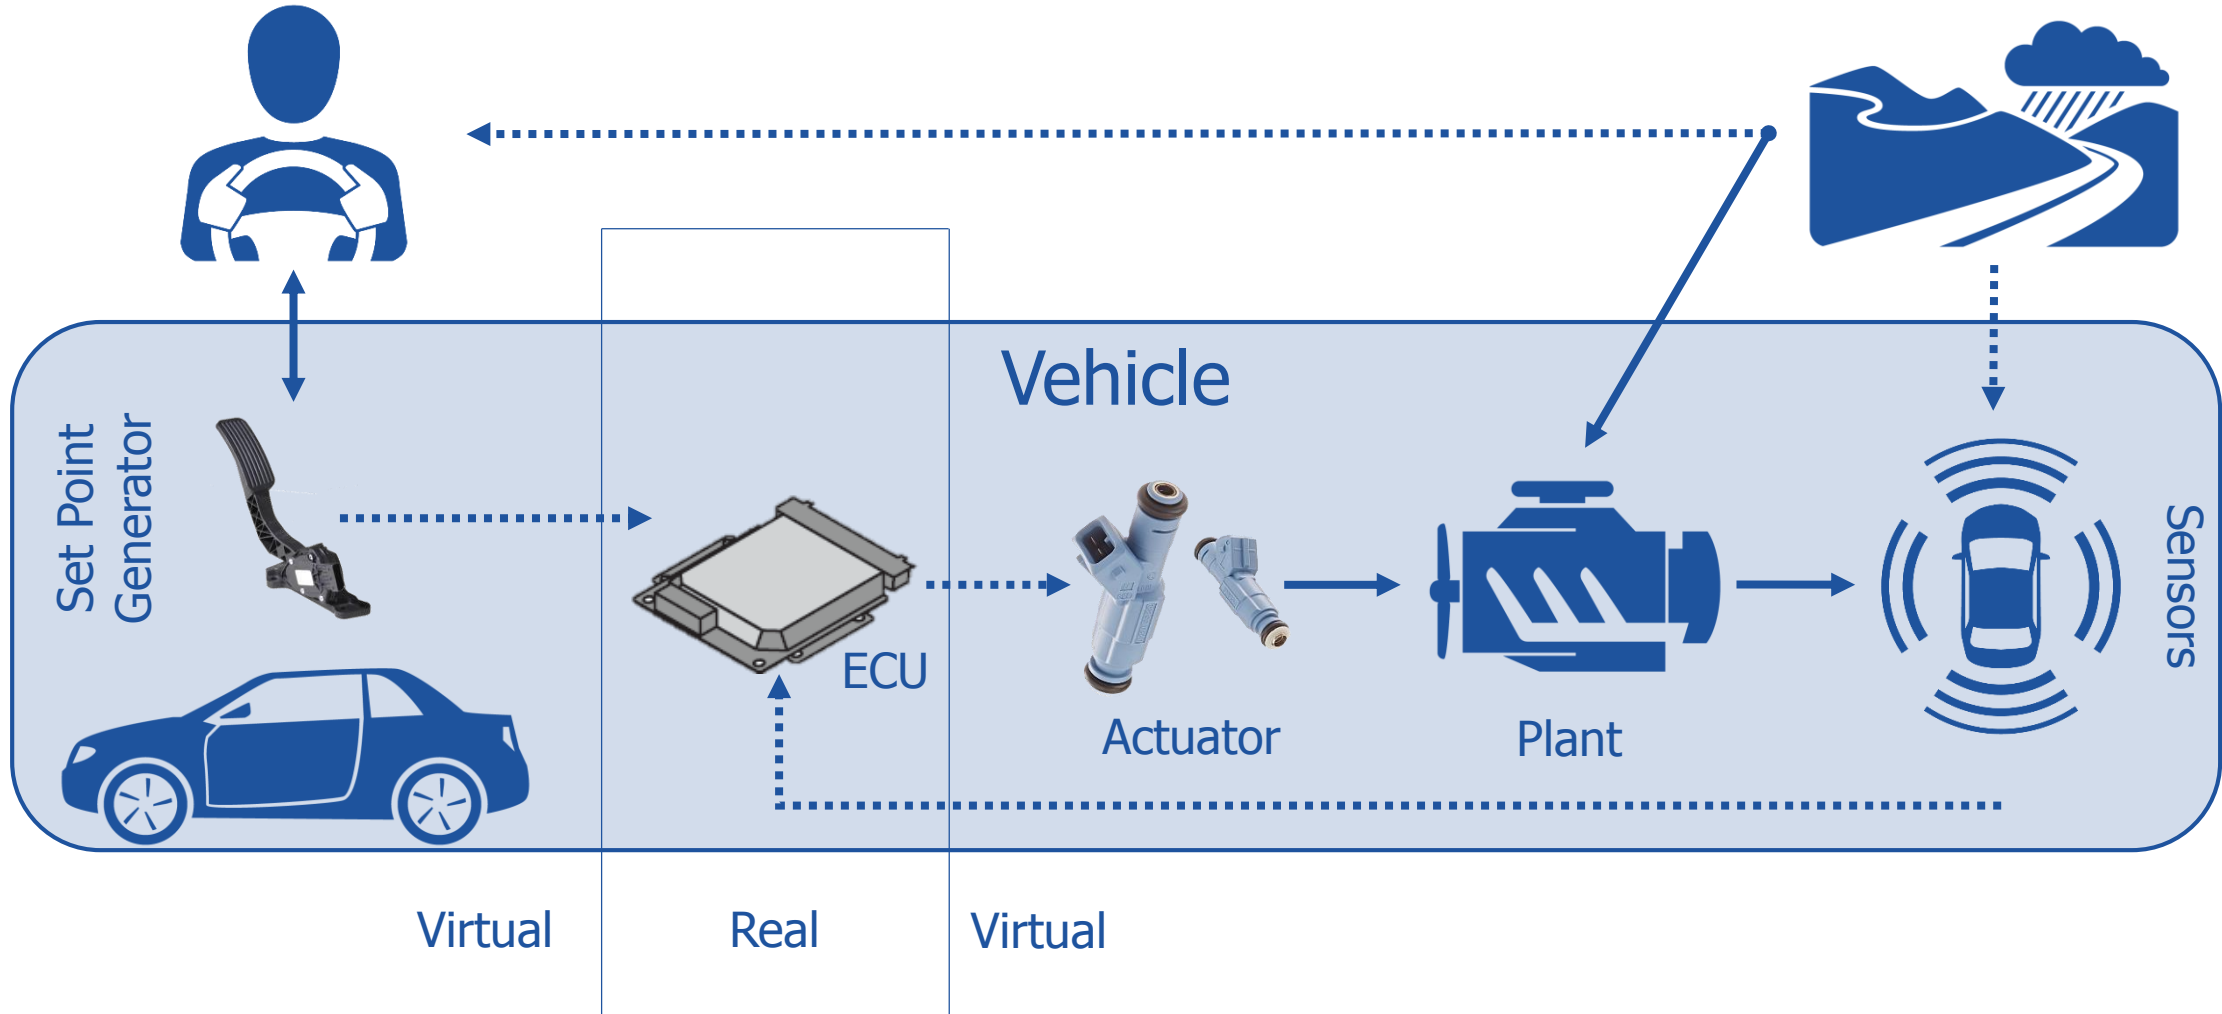 Vehicle
Set Point
Generator
ECU
Actuator
Plant
Sensors
Virtual
Real
Virtual